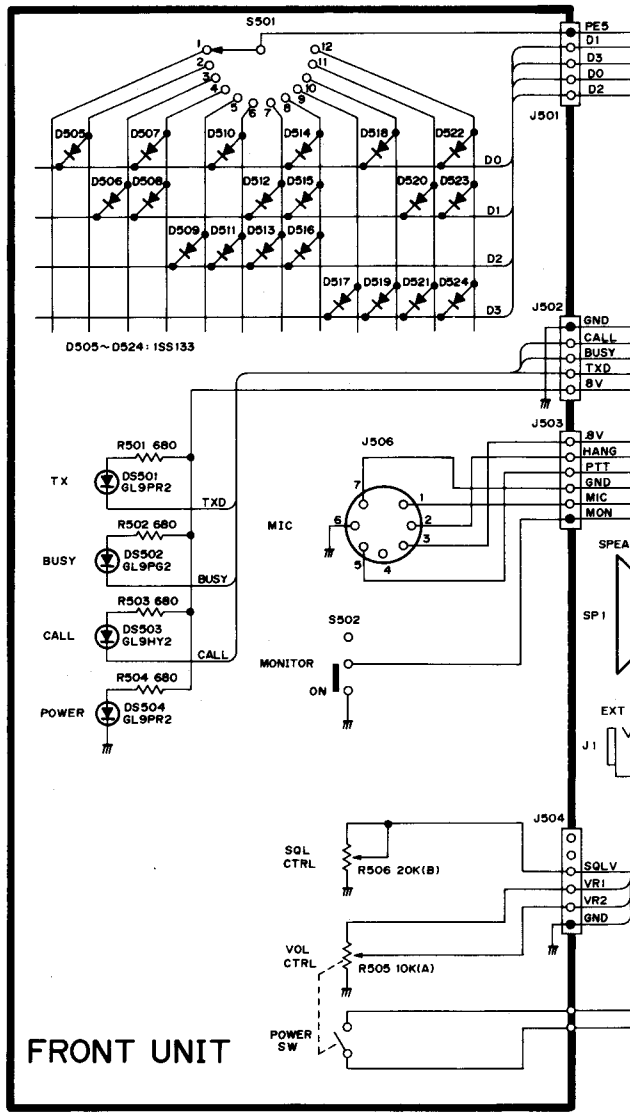 S501
PE5
D1
D3
D0
D2
J501
1
2
3
4
5
6
7
8
9
10
11
12
D505
D507
D510
D514
D518
D522
D0
D506
D508
D512
D515
D520
D523
D1
D509
D511
D513
D516
D2
D517
D519
D521
D524
D3
D505~D524: 1SS133
J502
GND
CALL
BUSY
TXD
8V
J503
8V
HANG
PTT
GND
MIC
MON
R501 680
TX
DS501
GL9PR2
TXD
R502 680
BUSY
DS502
GL9PG2
BUSY
R503 680
CALL
DS503
GL9HY2
CALL
R504 680
POWER
DS504
GL9PR2
J506
MIC
7
1
6
2
3
5
4
S502
MONITOR
ON
SPEA
SP1
EXT
J1
J504
SQL
CTRL
R506 20K(B)
SQLV
VR1
VR2
GND
VOL
CTRL
R505 10K(A)
POWER
SW
FRONT UNIT